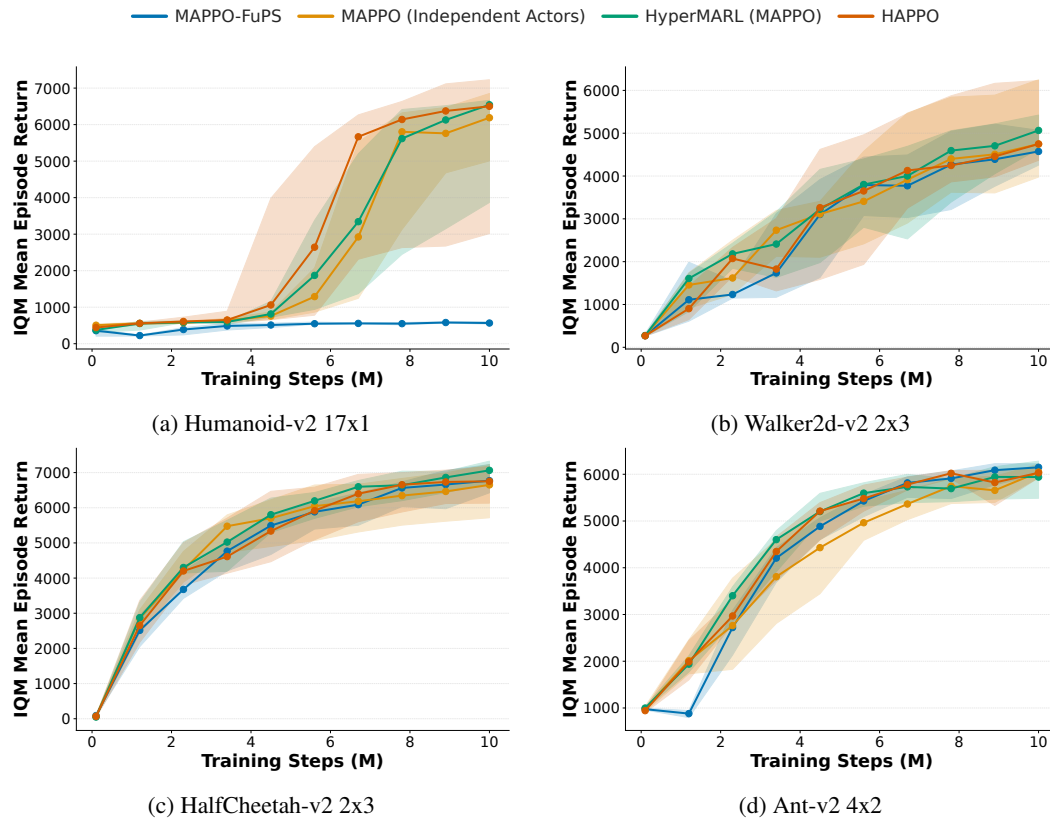 MAPPO-FuPS MAPPO (Independent Actors) HyperMARL (MAPPO) HAPPO
IQM Mean Episode Return
7000
6000
5000
4000
3000
2000
1000
0
0 2 4 6 8 10
Training Steps (M)
(a) Humanoid-v2 17x1
IQM Mean Episode Return
6000
5000
4000
3000
2000
1000
0
0 2 4 6 8 10
Training Steps (M)
(b) Walker2d-v2 2x3
IQM Mean Episode Return
7000
6000
5000
4000
3000
2000
1000
0
0 2 4 6 8 10
Training Steps (M)
(c) HalfCheetah-v2 2x3
IQM Mean Episode Return
6000
5000
4000
3000
2000
1000
0 2 4 6 8 10
Training Steps (M)
(d) Ant-v2 4x2